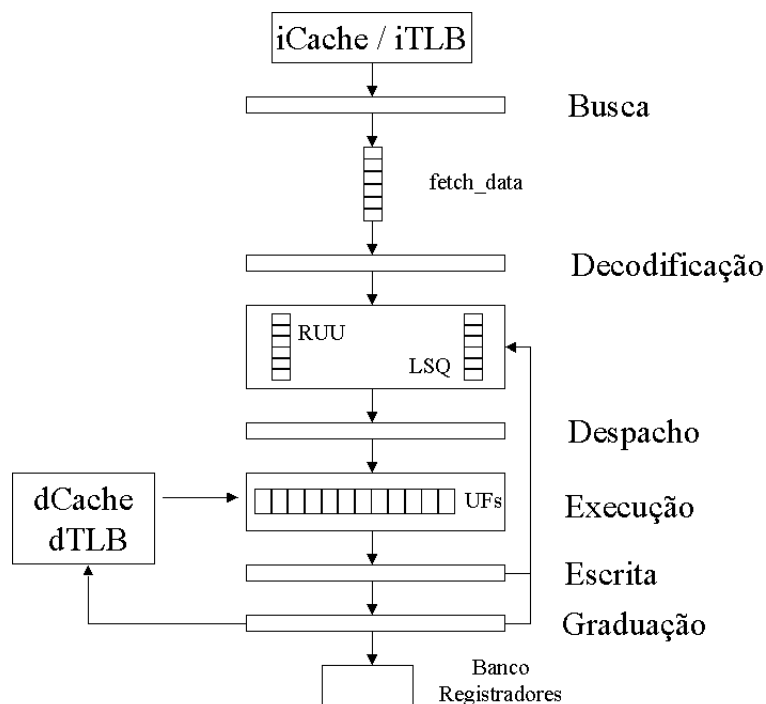 iCache / iTLB
Busca
fetch_data
Decodificação
RUU
LSQ
Despacho
dCache
dTLB
UFs
Execução
Escrita
Graduação
Banco
Registradores